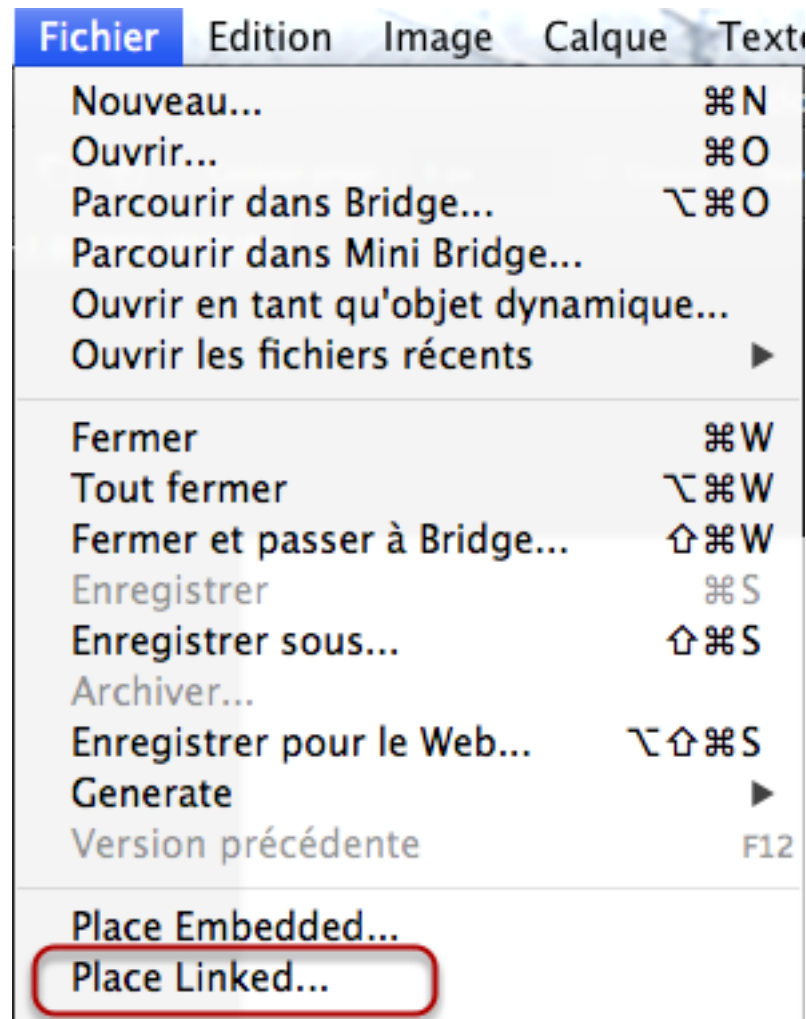 Fichier Edition Image Calque Texte
Nouveau... ⌘N
Ouvrir... ⌘O
Parcourir dans Bridge... ⌥⌘O
Parcourir dans Mini Bridge...
Ouvrir en tant qu'objet dynamique...
Ouvrir les fichiers récents ▶
Fermer ⌘W
Tout fermer ⌥⌘W
Fermer et passer à Bridge... ⇧⌘W
Enregistrer ⌘S
Enregistrer sous... ⇧⌘S
Archiver...
Enregistrer pour le Web... ⌥⇧⌘S
Generate ▶
Version précédente F12
Place Embedded...
Place Linked...